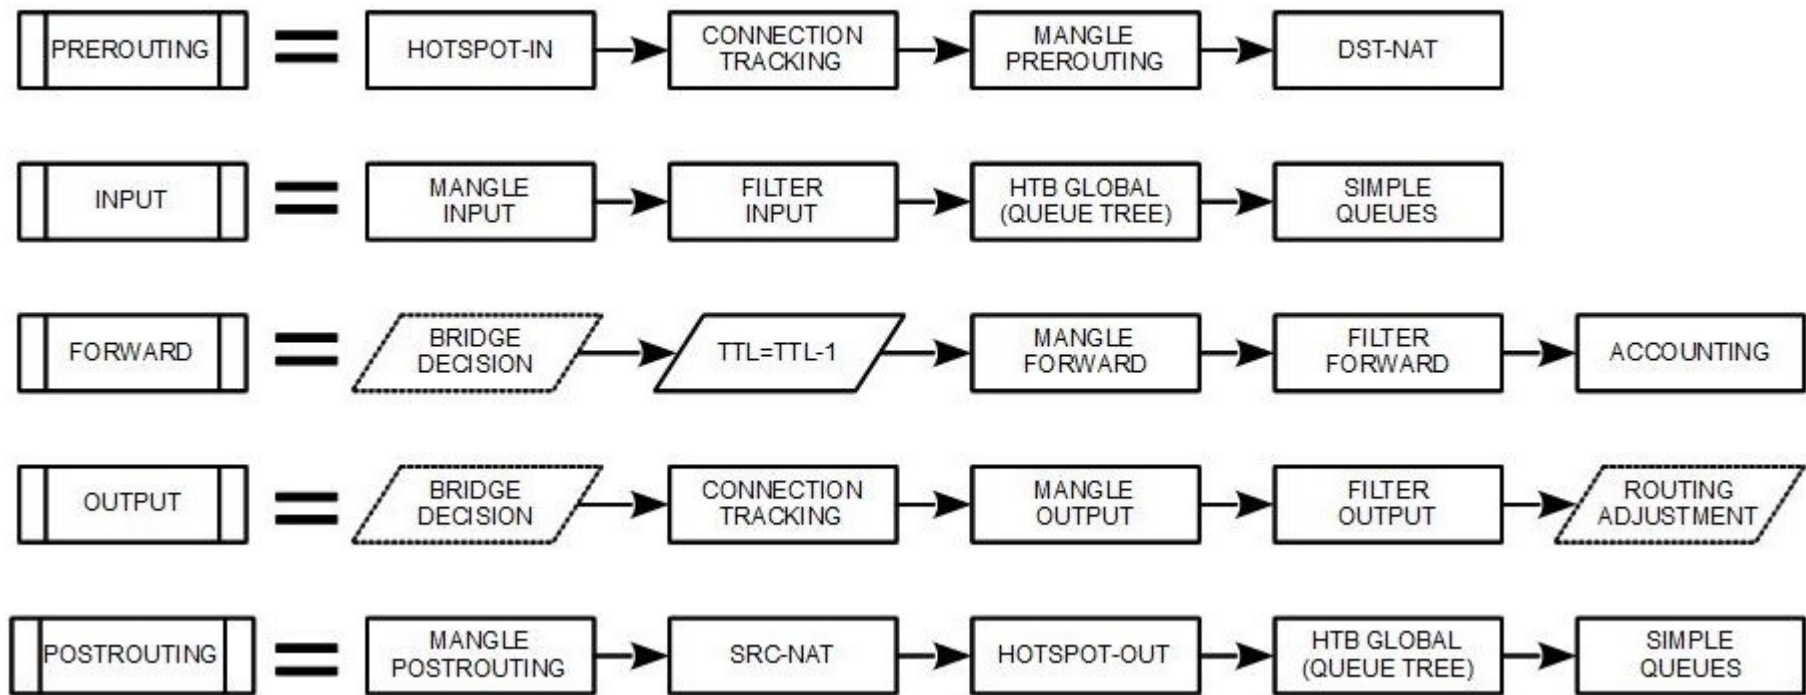 PREROUTING
HOTSPOT-IN
CONNECTION
TRACKING
MANGLE
PREROUTING
DST-NAT
INPUT
MANGLE
INPUT
FILTER
INPUT
HTB GLOBAL
(QUEUE TREE)
SIMPLE
QUEUES
FORWARD
BRIDGE
DECISION
TTL=TTL-1
MANGLE
FORWARD
FILTER
FORWARD
ACCOUNTING
OUTPUT
BRIDGE
DECISION
CONNECTION
TRACKING
MANGLE
OUTPUT
FILTER
OUTPUT
ROUTING
ADJUSTMENT
POSTROUTING
MANGLE
POSTROUTING
SRC-NAT
HOTSPOT-OUT
HTB GLOBAL
(QUEUE TREE)
SIMPLE
QUEUES